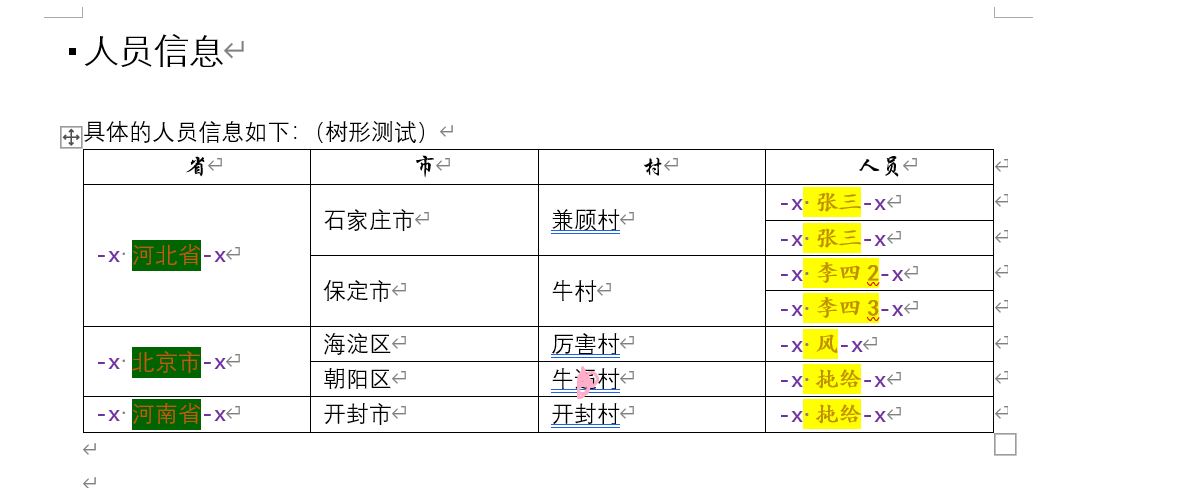 人员信息
具体的人员信息如下:（树形测试）
省 市 村 人员
-x 河北省-x 石家庄市 兼顾村 -x 张三-x
-x 张三-x
保定市 牛村 -x 李四 2-x
-x 李四 3-x
-x 北京市-x 海淀区 厉害村 -x 风-x
朝阳区 牛村 -x 扽给-x
-x 河南省-x 开封市 开封村 -x 扽给-x